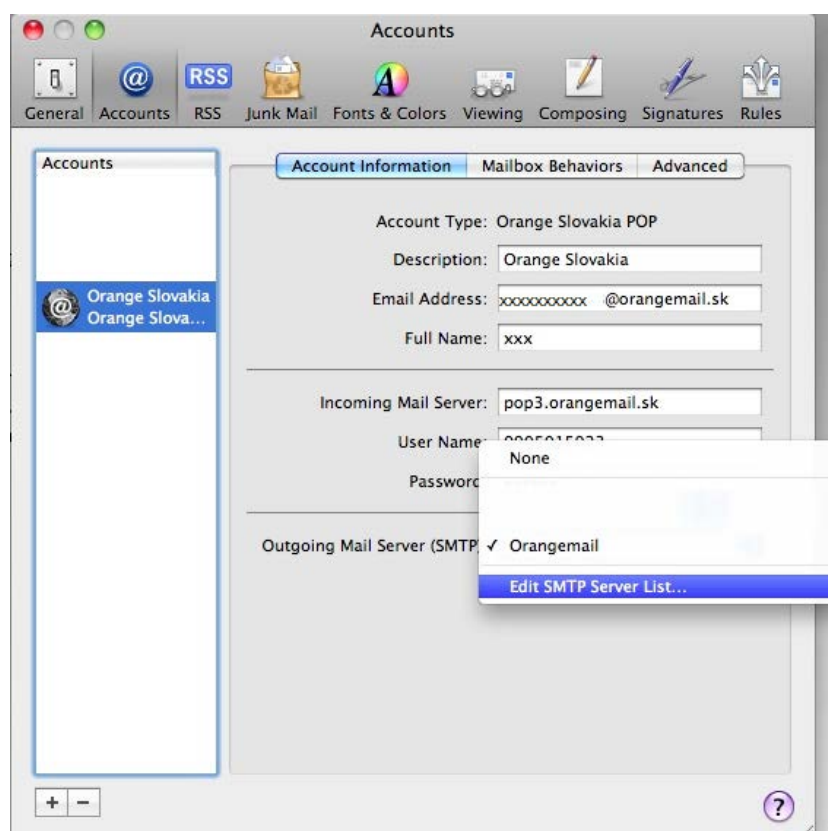 Accounts
RSS
General Accounts RSS Junk Mail Fonts & Colors Viewing Composing Signatures Rules
Accounts
Account Information Mailbox Behaviors Advanced
Account Type: Orange Slovakia POP
Description: Orange Slovakia
Email Address: xxxxxxxxxx @orangemail.sk
Full Name: xxx
Orange Slovakia
Orange Slova...
Incoming Mail Server: pop3.orangemail.sk
User Name:
None
Password
Outgoing Mail Server (SMTP) ✓ Orangemail
Edit SMTP Server List...
+ -
?